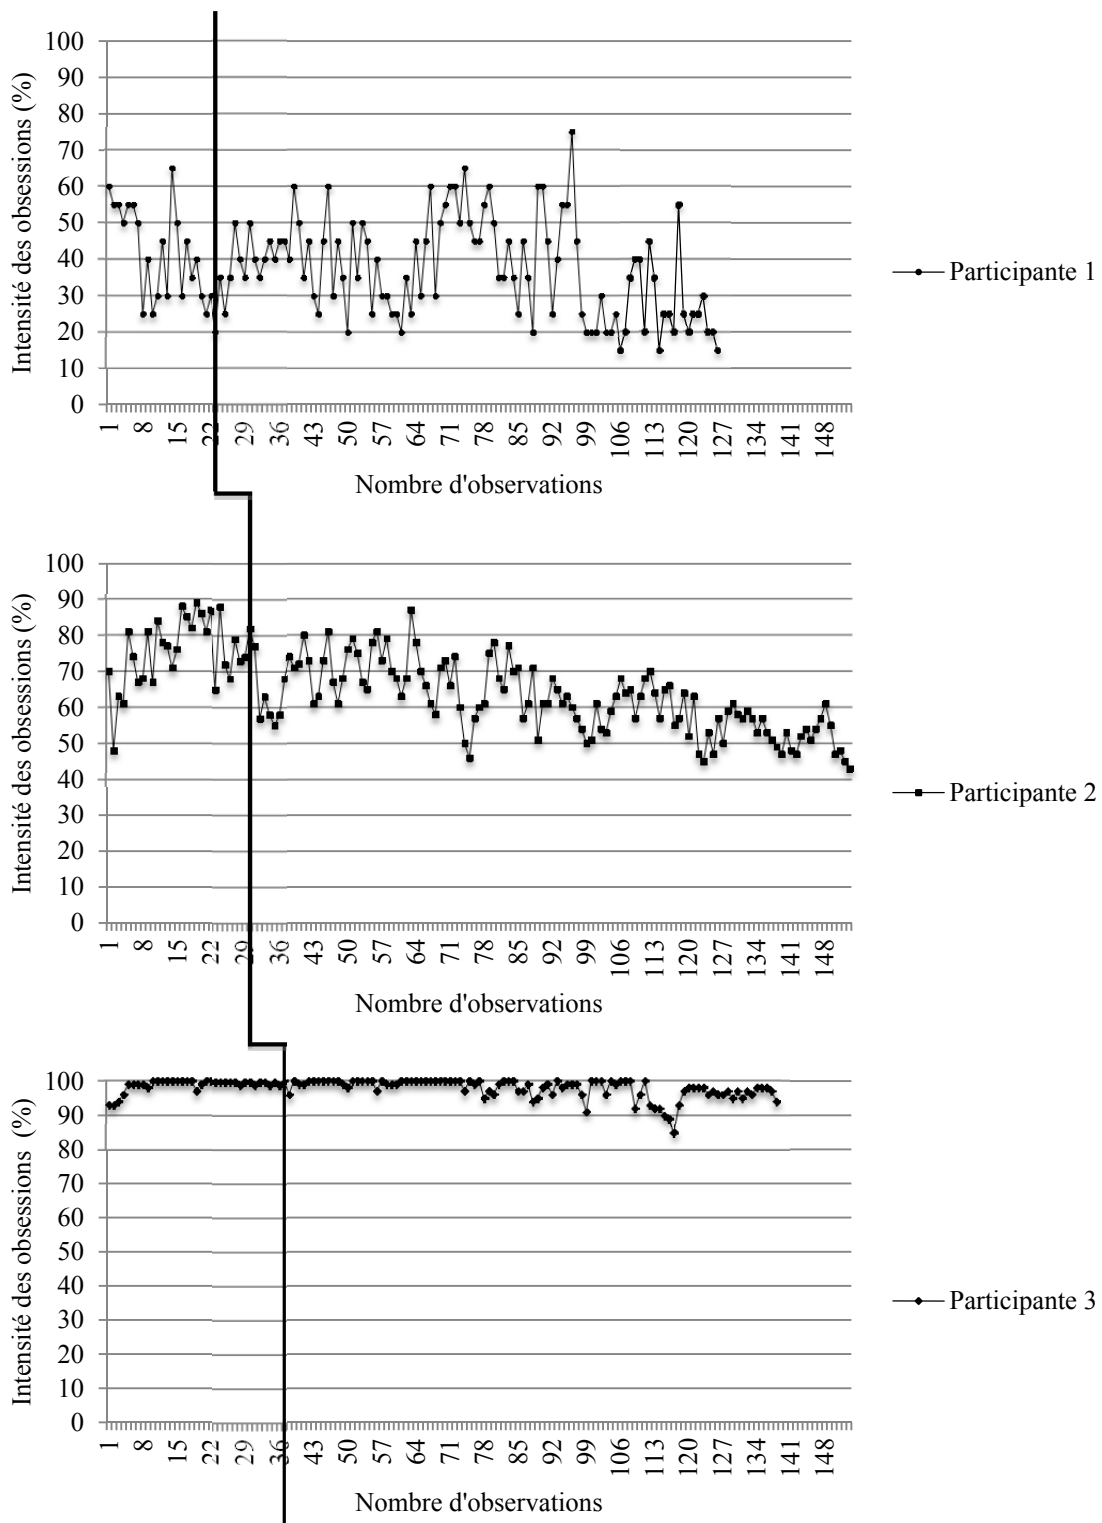 100
90
80
70
60
50
40
30
20
10
0
Intensité des obsessions (%)
1 8 15 22 29 36 43 50 57 64 71 78 85 92 99 106 113 120 127 134 141 148
Nombre d'observations
Participante 1
100
90
80
70
60
50
40
30
20
10
0
Intensité des obsessions (%)
1 8 15 22 29 36 43 50 57 64 71 78 85 92 99 106 113 120 127 134 141 148
Nombre d'observations
Participante 2
100
90
80
70
60
50
40
30
20
10
0
Intensité des obsessions (%)
1 8 15 22 29 36 43 50 57 64 71 78 85 92 99 106 113 120 127 134 141 148
Nombre d'observations
Participante 3